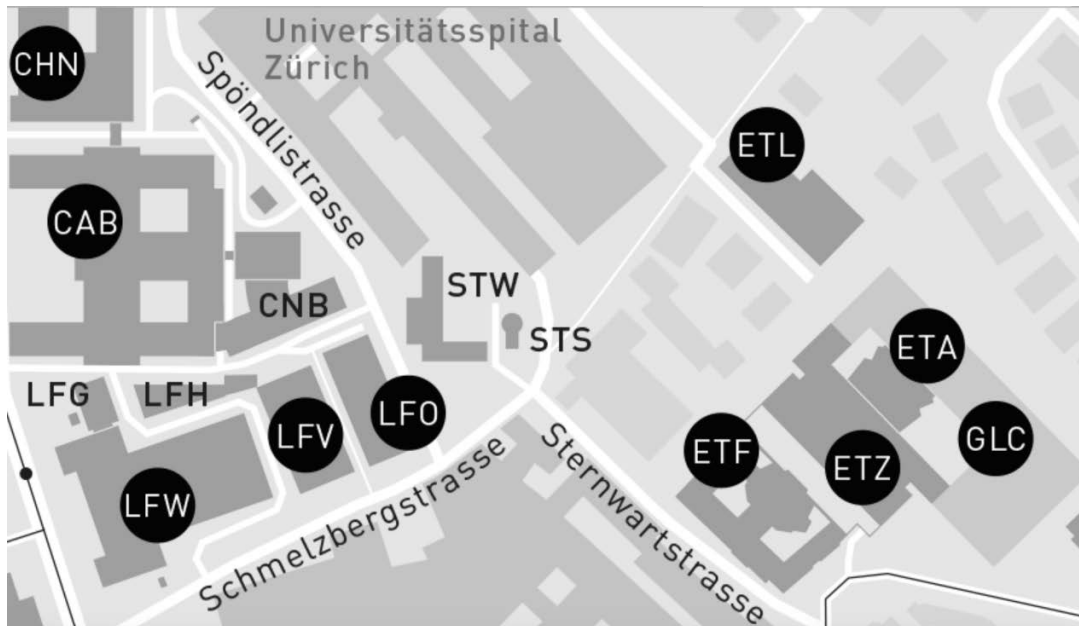 Universitätsspital
Zürich
CHN
Spöndlistrasse
ETL
CAB
STW
CNB
STS
ETA
LFG
LFH
LFV
LFO
GLC
ETF
ETZ
LFW
Schmelzbergstrasse
Sternwartstrasse